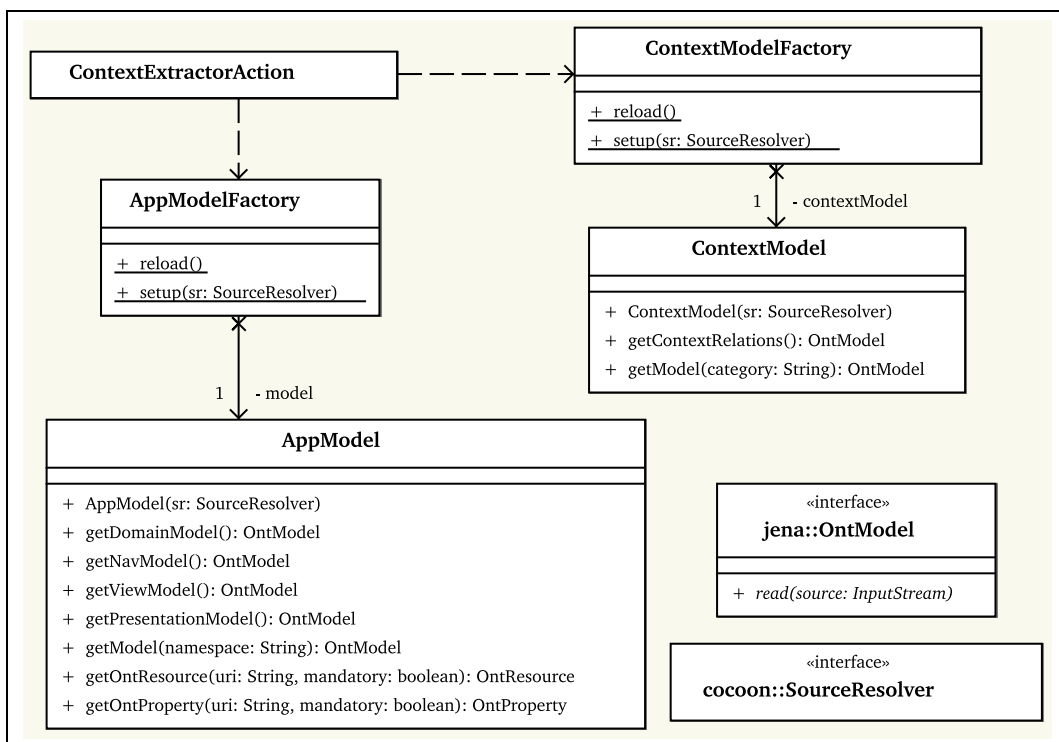 ContextExtractorAction
ContextModelFactory
+ reload()
+ setup(sr: SourceResolver)
AppModelFactory
+ reload()
+ setup(sr: SourceResolver)
1 - contextModel
ContextModel
+ ContextModel(sr: SourceResolver)
+ getContextRelations(): OntModel
+ getModel(category: String): OntModel
1 - model
AppModel
+ AppModel(sr: SourceResolver)
+ getDomainModel(): OntModel
+ getNavModel(): OntModel
+ getViewModel(): OntModel
+ getPresentationModel(): OntModel
+ getModel(namespace: String): OntModel
+ getOntResource(uri: String, mandatory: boolean): OntResource
+ getOntProperty(uri: String, mandatory: boolean): OntProperty
«interface»
jena::OntModel
+ read(source: InputStream)
«interface»
cocoon::SourceResolver